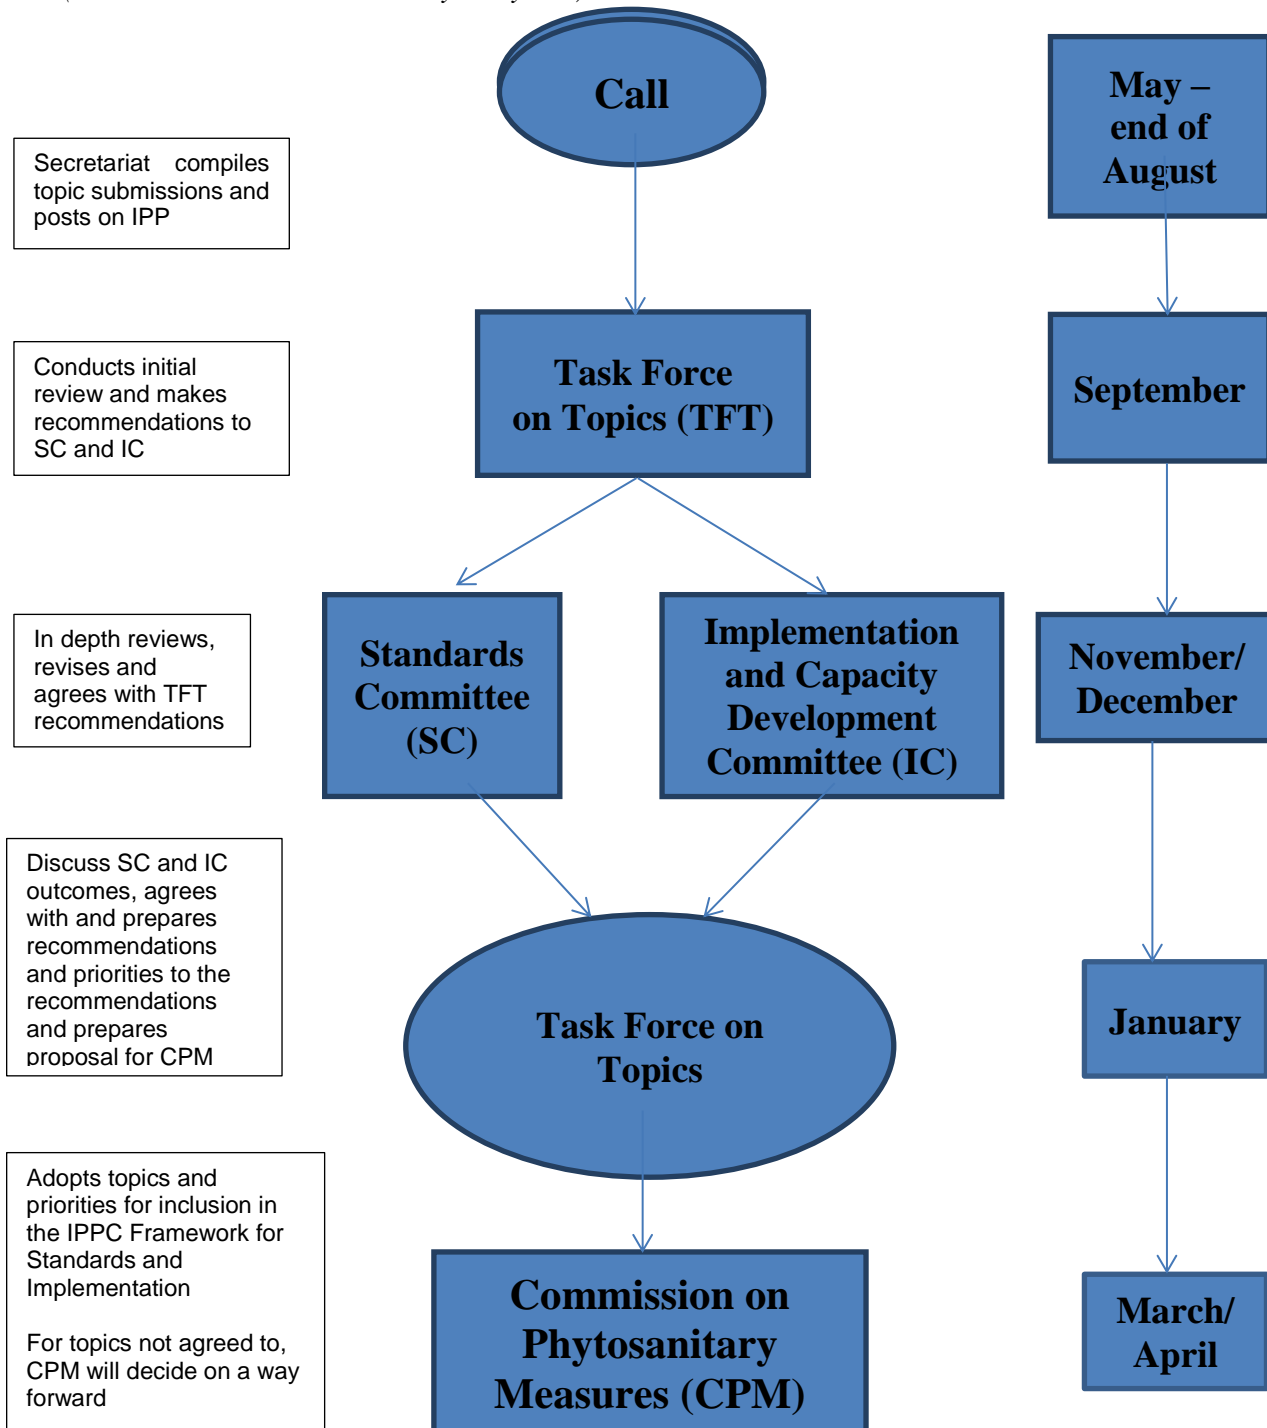 Call
May –
end of
August
Secretariat compiles
topic submissions and
posts on IPP
Task Force
on Topics (TFT)
September
Conducts initial
review and makes
recommendations to
SC and IC
Standards
Committee
(SC)
Implementation
and Capacity
Development
Committee (IC)
November/
December
In depth reviews,
revises and
agrees with TFT
recommendations
Discuss SC and IC
outcomes, agrees
with and prepares
recommendations
and priorities to the
recommendations
and prepares
proposal for CPM
Task Force on
Topics
January
Adopts topics and
priorities for inclusion in
the IPPC Framework for
Standards and
Implementation
For topics not agreed to,
CPM will decide on a way
forward
Commission on
Phytosanitary
Measures (CPM)
March/
April